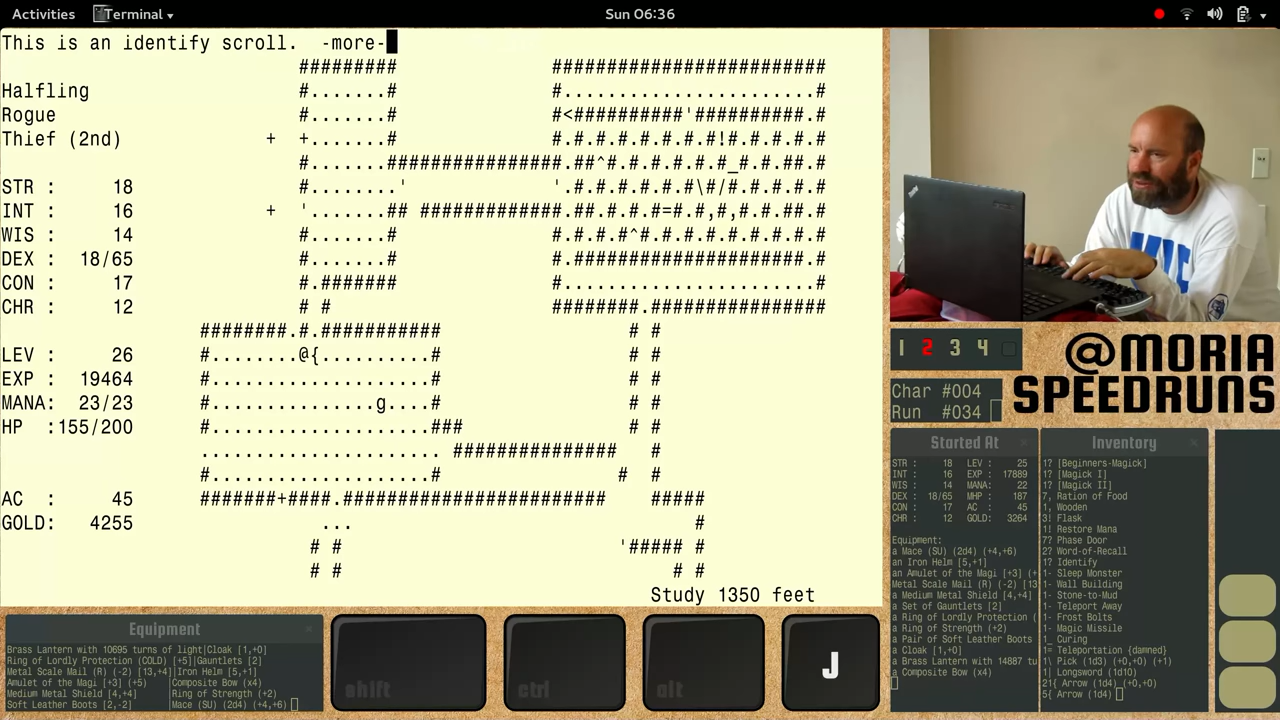 Activities Terminal Sun 06:36
This is an identify scroll. -more-
######### #########################
Halfling #.......# #.......................#
Rogue #.......# #<##########'##########.#
Thief (2nd) + +.......# #.#.#.#.#.#.#.#!#.#.#.#.#
#.......################.##^#.#.#.#.#._.#.#.##.#
STR : 18 #........' '.#.#.#.#.#.#\#/#.#.#.#.#
INT : 16 + '.......## #############.##.#.#.#=#.#,#,#.#.##.#
WIS : 14 #.......# #.#.#.#^#.#.#.#.#.#.#.#.#
DEX : 18/65 #.......# #.#####################.#
CON : 17 #.####### #.......................#
CHR : 12 # # ########.################
########.#.########### # #
LEV : 26 #........@{..........# # #
EXP : 19464 #....................# # #
MANA: 23/23 #................g....# # #
HP :155/200 #....................### # #
..................... ############### #
#....................# # #
AC : 45 #######+####.######################## #####
GOLD: 4255 ... #
# # '##### #
# # # #
Study 1350 feet
1 2 3 4
Char #004
Run #034
@MORIA
SPEEDRUNS
Started At
STR : 18 LEV : 25
INT : 16 EXP : 17889
WIS : 14 MANA: 22
DEX : 18/65 MHP : 187
CON : 17 AC : 45
CHR : 12 GOLD: 3264
Equipment:
a Mace (SU) (2d4) (+4,+6)
an Iron Helm [5,+1]
an Amulet of the Magi [+3] (+
Metal Scale Mail (R) (-2) [13
a Medium Metal Shield [4,+4]
a Set of Gauntlets [2]
a Ring of Lordly Protection (
a Ring of Strength (+2)
a Pair of Soft Leather Boots
a Cloak [1,+0]
a Brass Lantern with 14887 tu
a Composite Bow (x4)
Inventory
1? [Beginners-Magick]
1? [Magick I]
1? [Magick II]
7, Ration of Food
1, Wooden
3! Flask
1! Restore Mana
7? Phase Door
2? Word-of-Recall
1? Identify
1- Sleep Monster
1- Wall Building
1- Stone-to-Mud
1- Teleport Away
1- Frost Bolts
1- Magic Missile
1_ Curing
1= Teleportation {damned}
1\ Pick (1d3) (+0,+0) (+1)
1| Longsword (1d10)
21{ Arrow (1d4) (+0,+0)
5{ Arrow (1d4)
Equipment
Brass Lantern with 10695 turns of light|Cloak [1,+0]
Ring of Lordly Protection (COLD) [+5]|Gauntlets [2]
Metal Scale Mail (R) (-2) [13,+4]|Iron Helm [5,+1]
Amulet of the Magi [+3] (+5) |Composite Bow (x4)
Medium Metal Shield [4,+4] |Ring of Strength (+2)
Soft Leather Boots [2,-2] |Mace (SU) (2d4) (+4,+6)
shift ctrl alt J